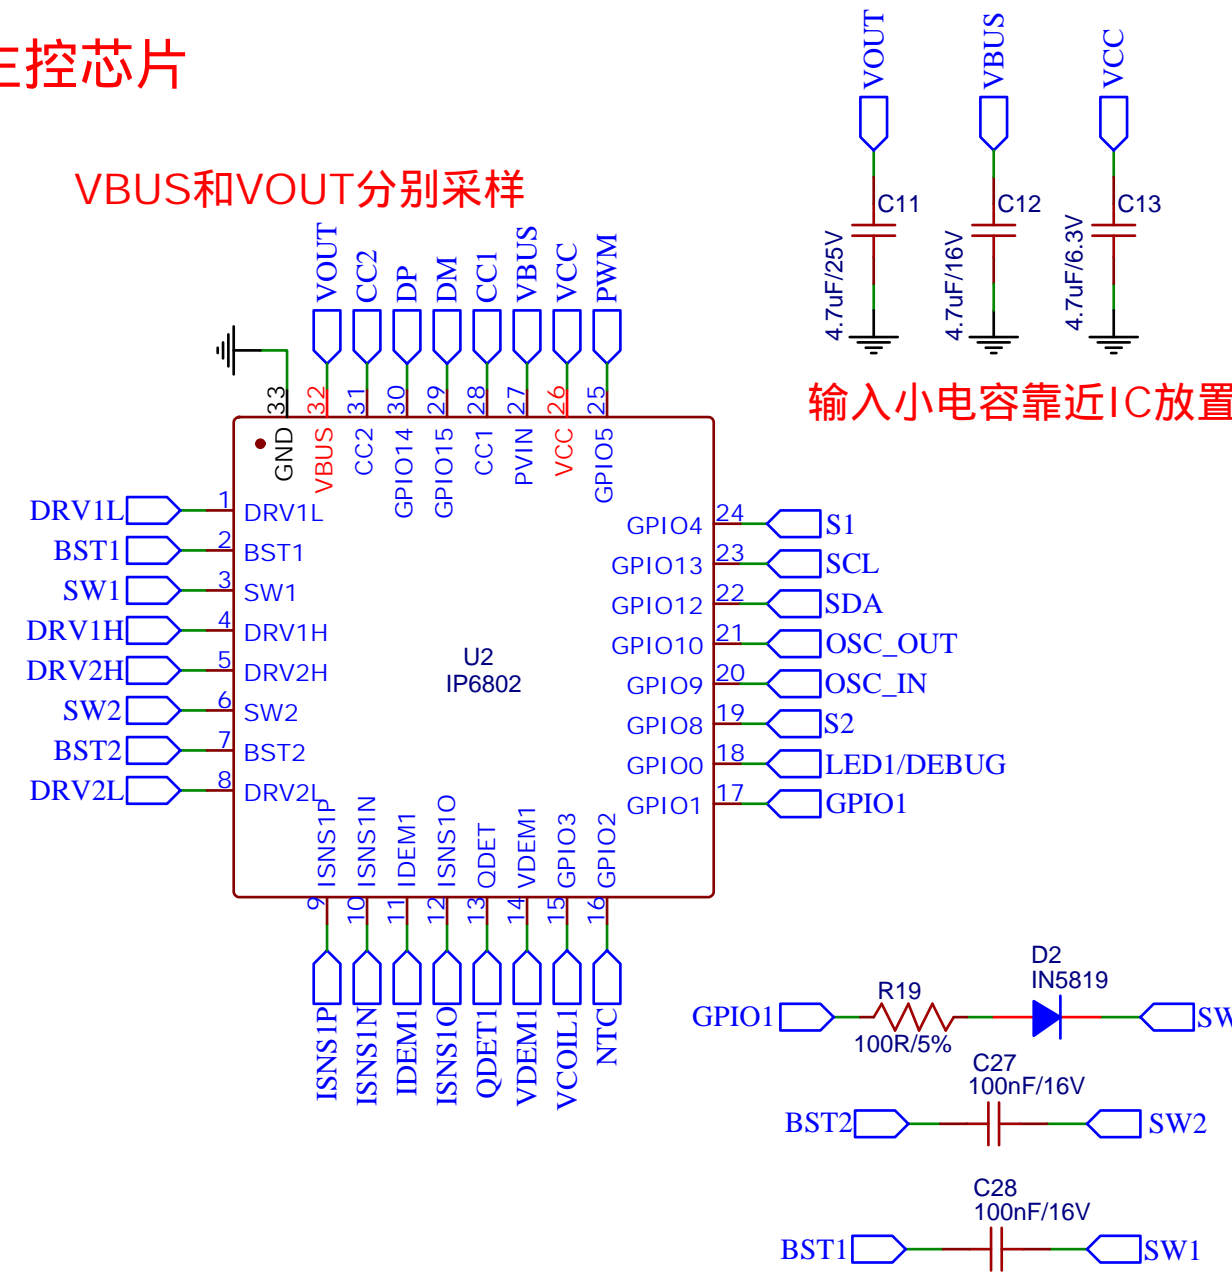 主控芯片
VBUS和VOUT分别采样
VOUT
VBUS
VCC
C11
4.7uF/25V
C12
4.7uF/16V
C13
4.7uF/6.3V
输入小电容靠近IC放置
VOUT
CC2
DP
DM
CC1
VBUS
VCC
PWM
33
32
31
30
29
28
27
26
25
GND
VBUS
CC2
GPIO14
GPIO15
CC1
PVIN
VCC
GPIO5
DRV1L 1 DRV1L
BST1 2 BST1
SW1 3 SW1
DRV1H 4 DRV1H
DRV2H 5 DRV2H
SW2 6 SW2
BST2 7 BST2
DRV2L 8 DRV2L
U2
IP6802
GPIO4 24 S1
GPIO13 23 SCL
GPIO12 22 SDA
GPIO10 21 OSC_OUT
GPIO9 20 OSC_IN
GPIO8 19 S2
GPIO0 18 LED1/DEBUG
GPIO1 17 GPIO1
ISNS1P
ISNS1N
IDEM1
ISNS1O
QDET
VDEM1
GPIO3
GPIO2
9
10
11
12
13
14
15
16
ISNS1P
ISNS1N
IDEM1
ISNS1O
QDET1
VDEM1
VCOIL1
NTC
GPIO1
R19
100R/5%
D2
IN5819
SW
C27
100nF/16V
BST2
SW2
C28
100nF/16V
BST1
SW1